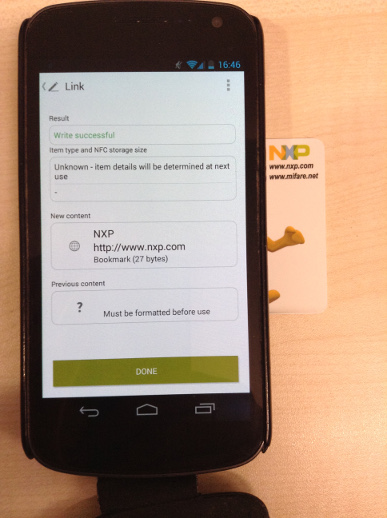 16:46
Link
Result
Write successful
Item type and NFC storage size
Unknown - item details will be determined at next
use
-
New content
NXP
http://www.nxp.com
Bookmark (27 bytes)
Previous content
?
Must be formatted before use
DONE
NXP
www.nxp.com
www.mifare.net